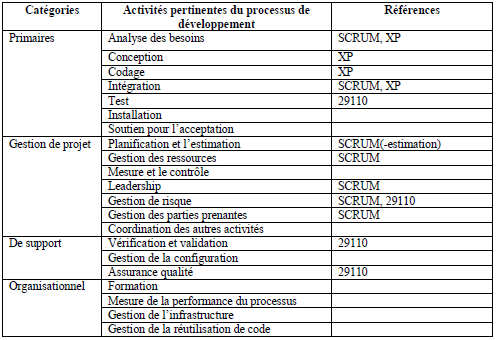 Catégories Activités pertinentes du processus de développement Références
Primaires Analyse des besoins SCRUM, XP
Conception XP
Codage XP
Intégration SCRUM, XP
Test 29110
Installation
Soutien pour l'acceptation
Gestion de projet Planification et l'estimation SCRUM(-estimation)
Gestion des ressources SCRUM
Mesure et le contrôle
Leadership SCRUM
Gestion de risque SCRUM, 29110
Gestion des parties prenantes SCRUM
Coordination des autres activités
De support Vérification et validation 29110
Gestion de la configuration
Assurance qualité 29110
Organisationnel Formation
Mesure de la performance du processus
Gestion de l'infrastructure
Gestion de la réutilisation de code